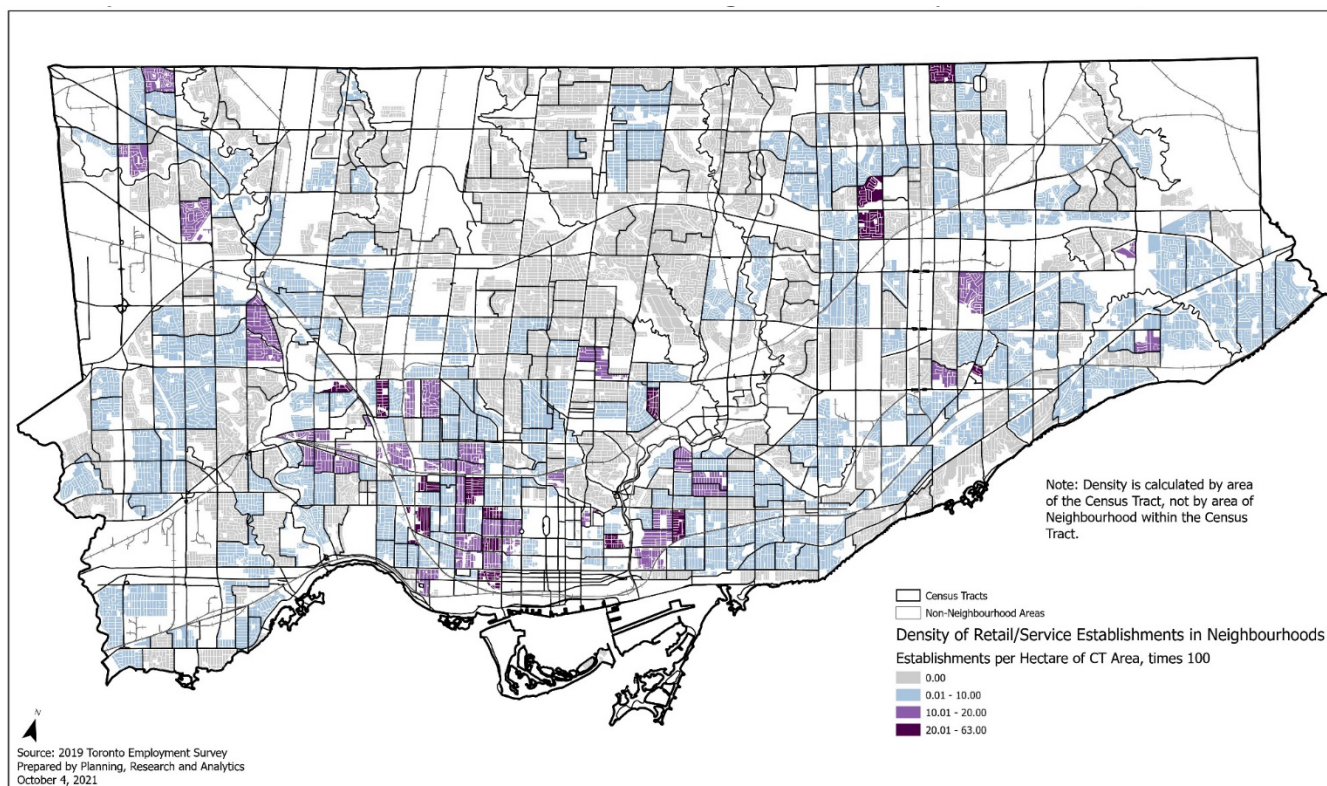 Note: Density is calculated by area
of the Census Tract, not by area of
Neighbourhood within the Census
Tract.
Census Tracts
Non-Neighbourhood Areas
Density of Retail/Service Establishments in Neighbourhoods
Establishments per Hectare of CT Area, times 100
0.00
0.01 - 10.00
10.01 - 20.00
20.01 - 63.00
N
Source: 2019 Toronto Employment Survey
Prepared by Planning, Research and Analytics
October 4, 2021